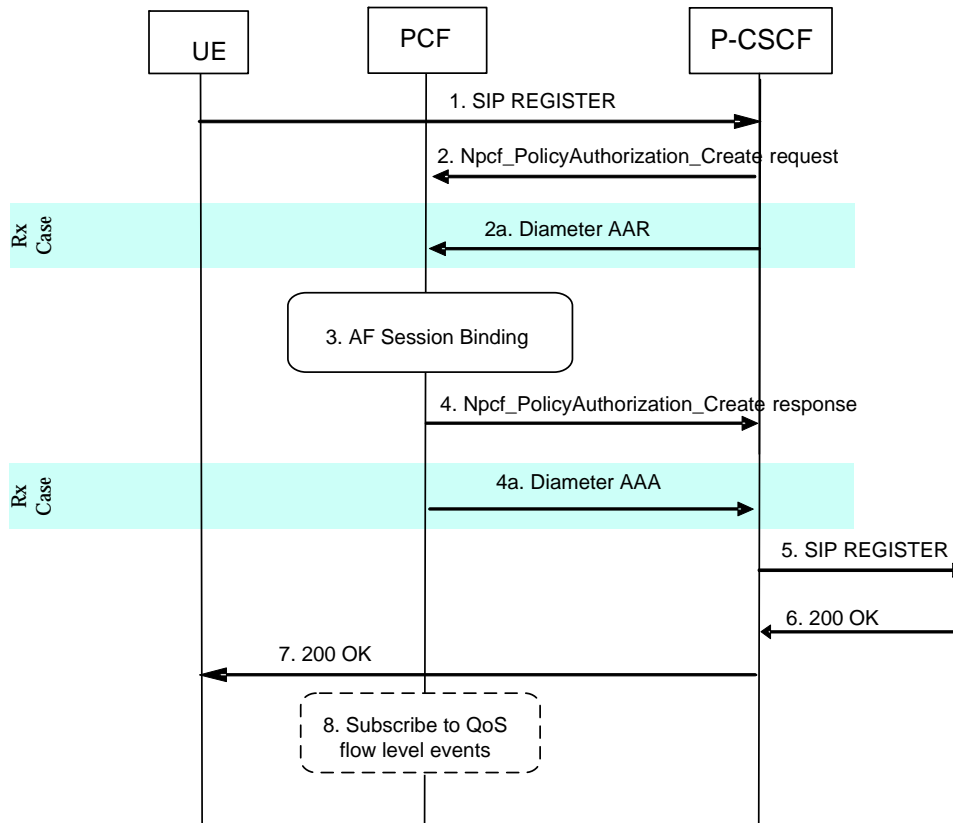 UE
PCF
P-CSCF
1. SIP REGISTER
2. Npcf_PolicyAuthorization_Create request
Rx
Case
2a. Diameter AAR
3. AF Session Binding
4. Npcf_PolicyAuthorization_Create response
Rx
Case
4a. Diameter AAA
5. SIP REGISTER
6. 200 OK
7. 200 OK
8. Subscribe to QoS
flow level events